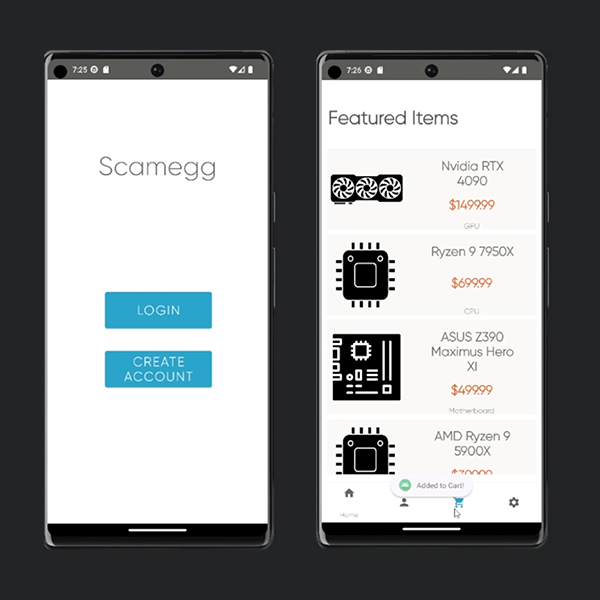 7:25
Scamegg
LOGIN
CREATE
ACCOUNT
7:26
Featured Items
Nvidia RTX
4090
$1499.99
GPU
Ryzen 9 7950X
$699.99
CPU
ASUS Z390
Maximus Hero
XI
$499.99
Motherboard
AMD Ryzen 9
5900X
Added to Cart!
Home